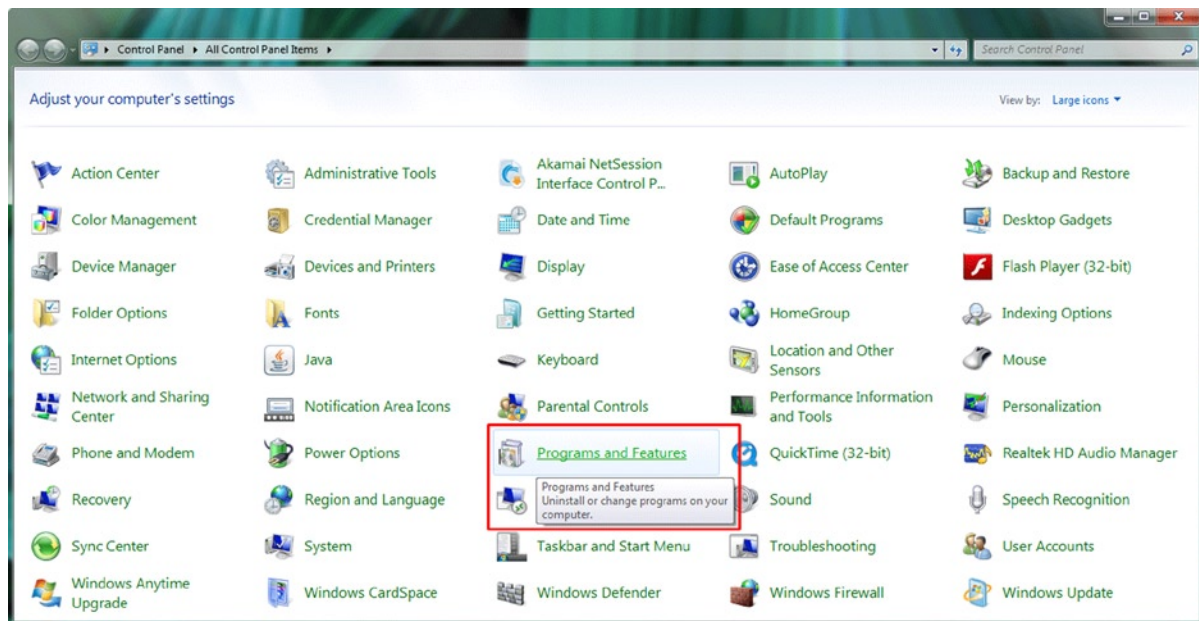 Control Panel All Control Panel Items
Search Control Panel
Adjust your computer's settings
View by: Large icons
Action Center
Administrative Tools
Akamai NetSession
Interface Control P...
AutoPlay
Backup and Restore
Color Management
Credential Manager
Date and Time
Default Programs
Desktop Gadgets
Device Manager
Devices and Printers
Display
Ease of Access Center
Flash Player (32-bit)
Folder Options
Fonts
Getting Started
HomeGroup
Indexing Options
Internet Options
Java
Keyboard
Location and Other
Sensors
Mouse
Network and Sharing
Center
Notification Area Icons
Parental Controls
Performance Information
and Tools
Personalization
Phone and Modem
Power Options
Programs and Features
QuickTime (32-bit)
Realtek HD Audio Manager
Recovery
Region and Language
Programs and Features
Uninstall or change programs on your
computer.
Sound
Speech Recognition
Sync Center
System
Taskbar and Start Menu
Troubleshooting
User Accounts
Windows Anytime
Upgrade
Windows CardSpace
Windows Defender
Windows Firewall
Windows Update